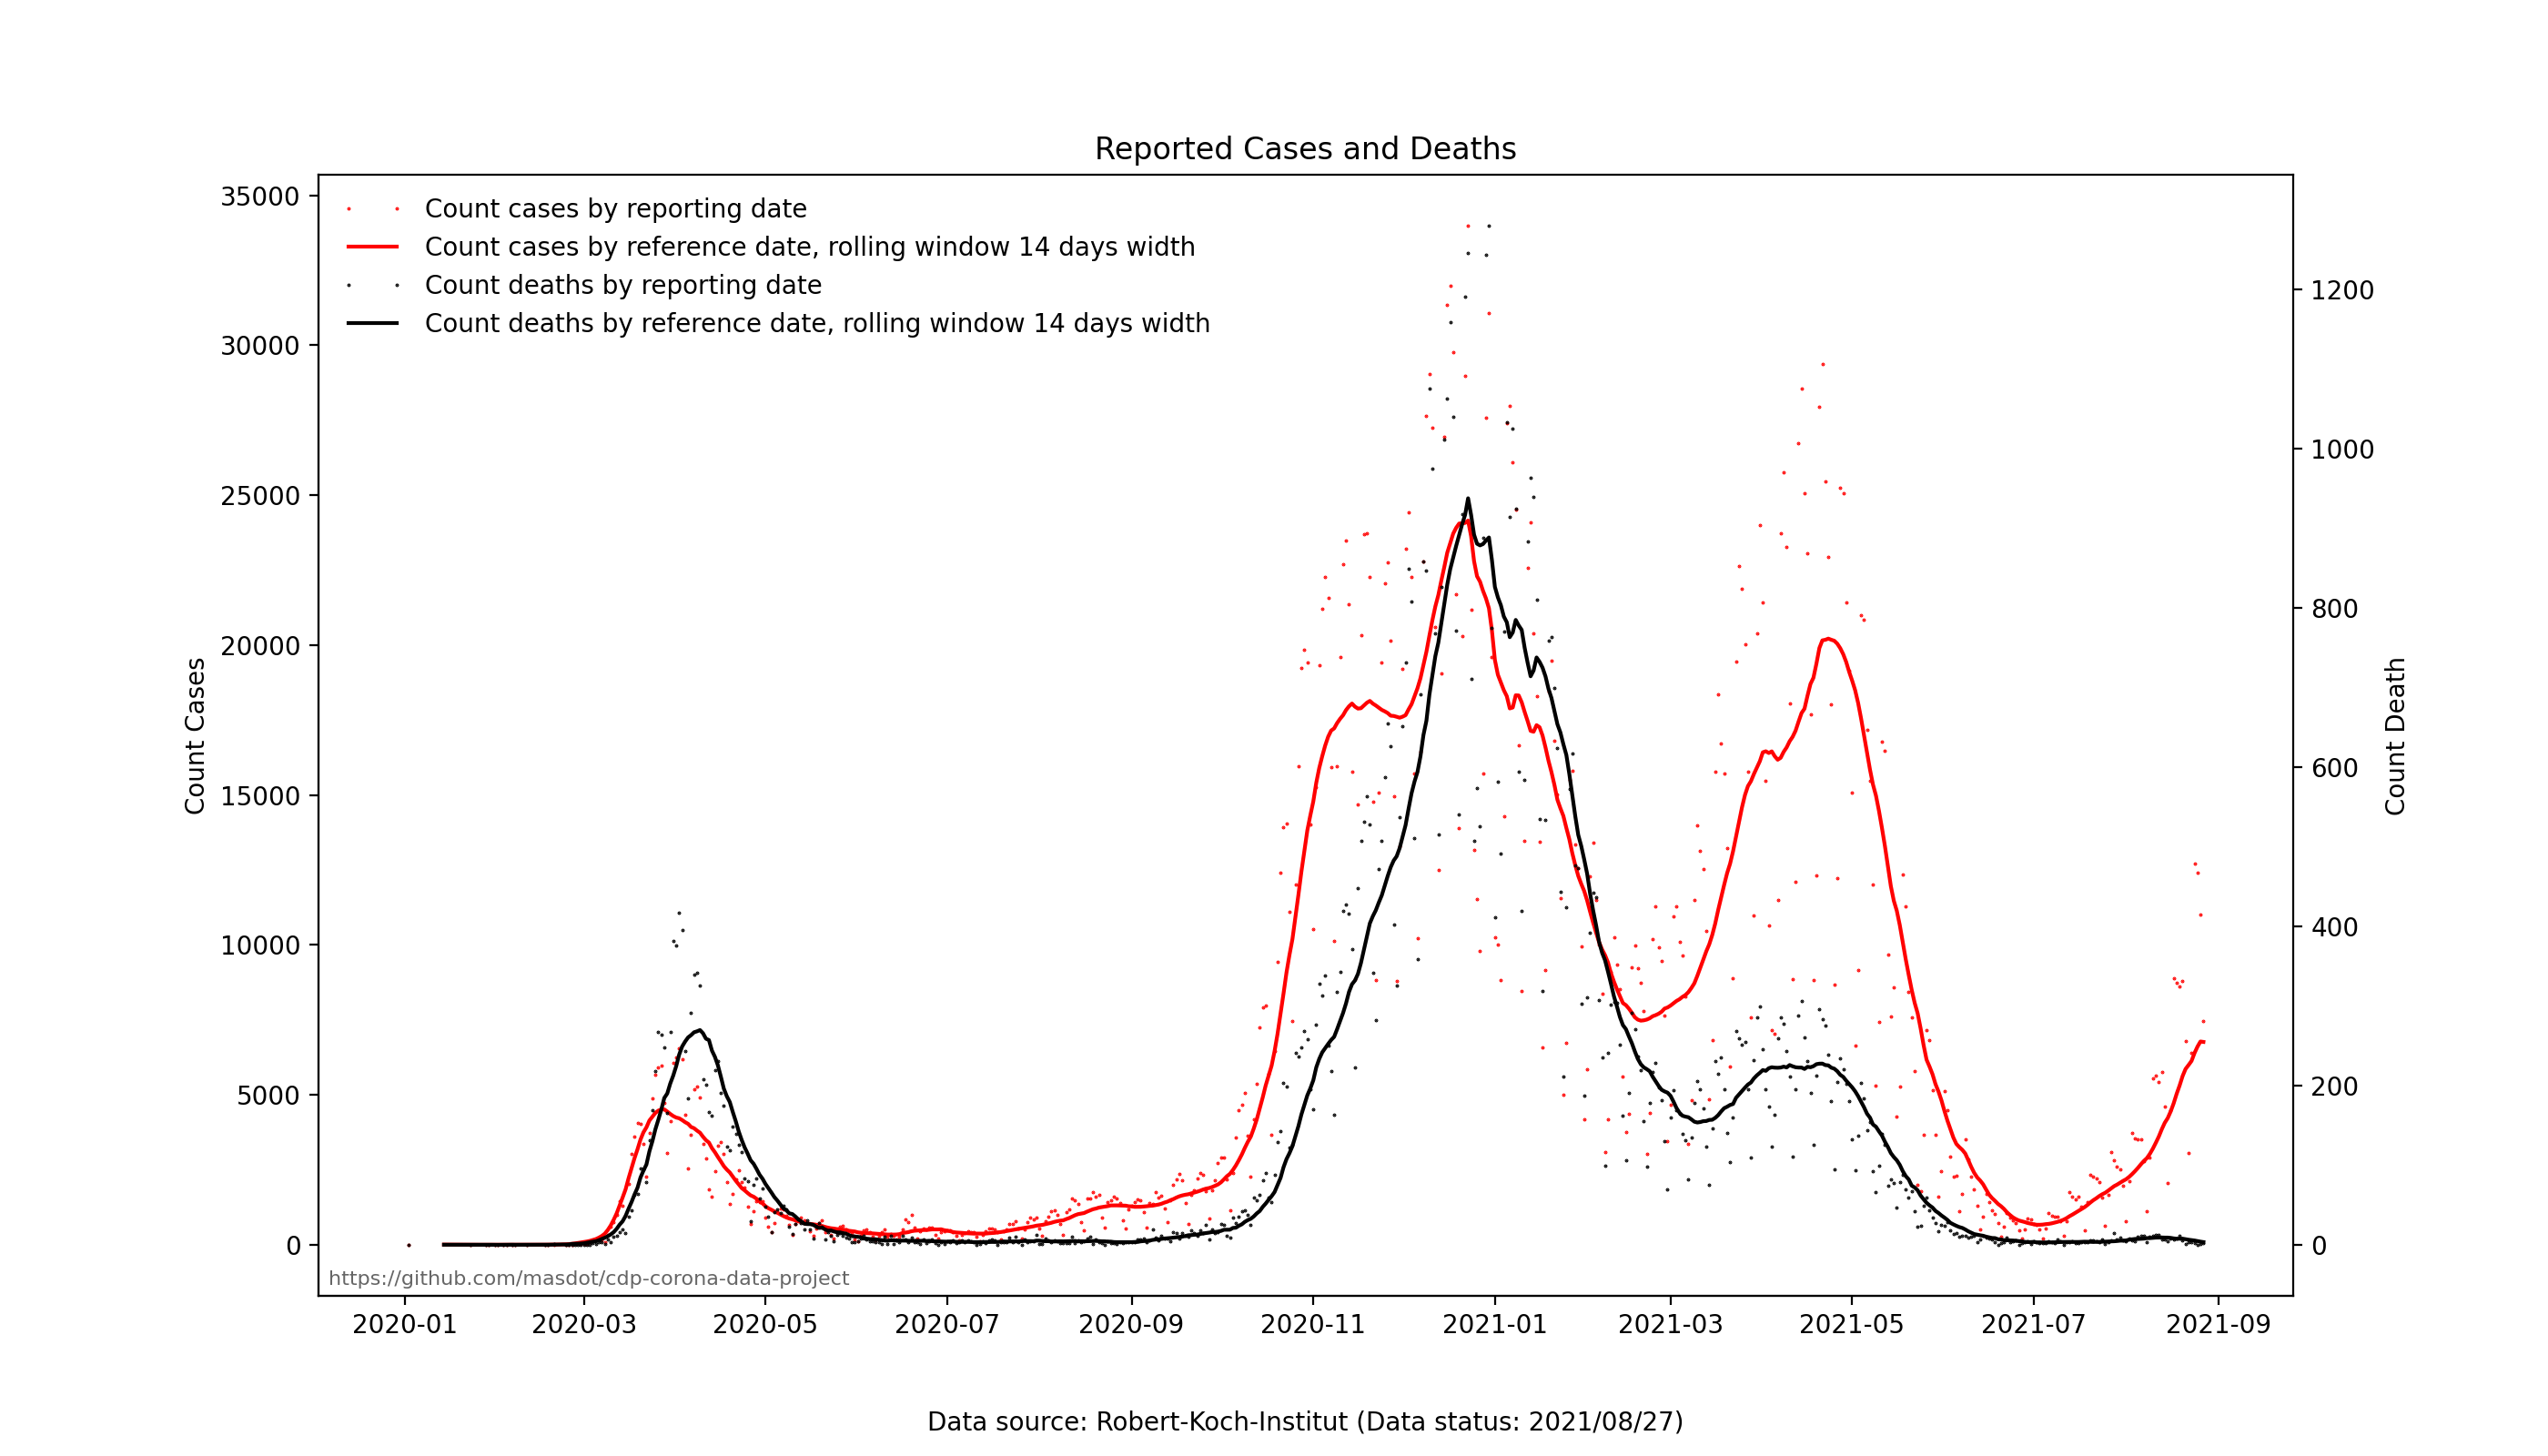 Reported Cases and Deaths
Count cases by reporting date
Count cases by reference date, rolling window 14 days width
Count deaths by reporting date
Count deaths by reference date, rolling window 14 days width
35000
30000
25000
20000
15000
10000
5000
0
Count Cases
1200
1000
800
600
400
200
0
Count Death
https://github.com/masdot/cdp-corona-data-project
2020-01 2020-03 2020-05 2020-07 2020-09 2020-11 2021-01 2021-03 2021-05 2021-07 2021-09
Data source: Robert-Koch-Institut (Data status: 2021/08/27)